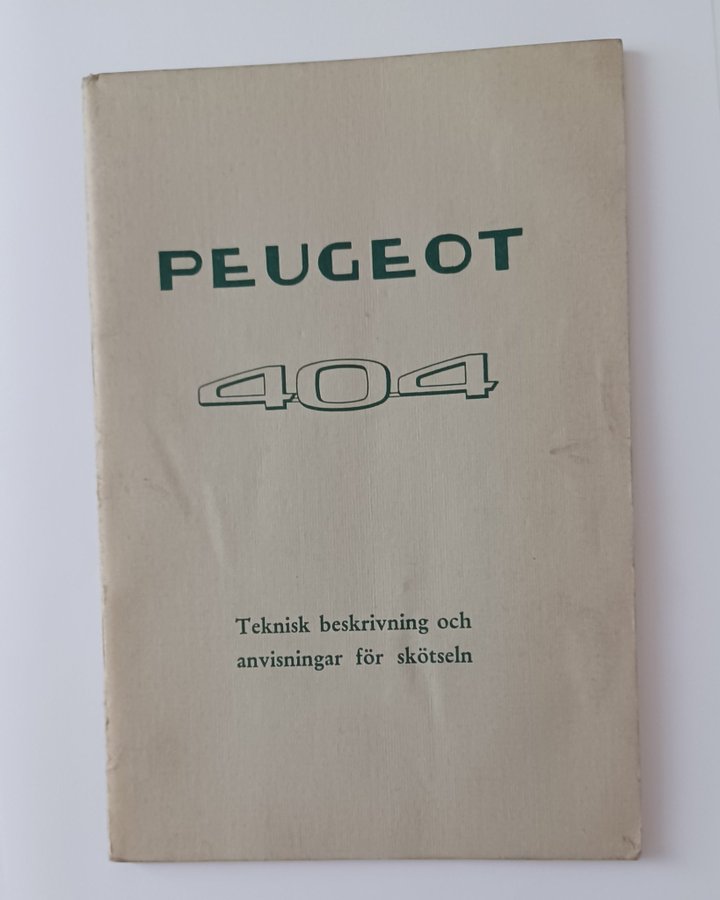 PEUGEOT
404
Teknisk beskrivning och
anvisningar för skötseln